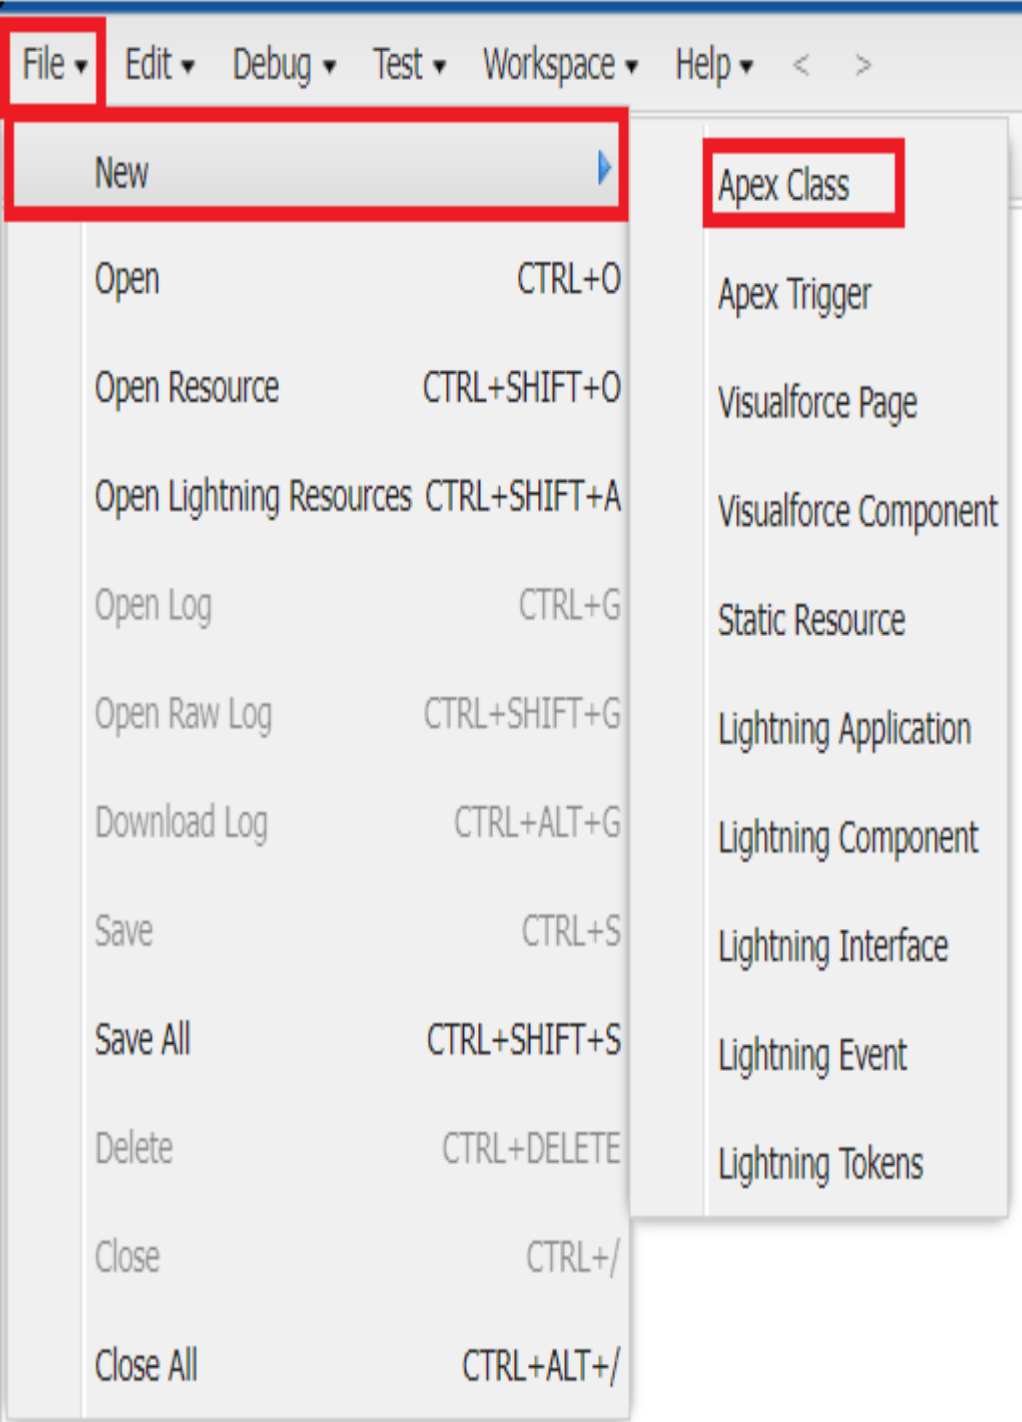 File Edit Debug Test Workspace Help < >
New
Open CTRL+O
Open Resource CTRL+SHIFT+O
Open Lightning Resources CTRL+SHIFT+A
Open Log CTRL+G
Open Raw Log CTRL+SHIFT+G
Download Log CTRL+ALT+G
Save CTRL+S
Save All CTRL+SHIFT+S
Delete CTRL+DELETE
Close CTRL+/
Close All CTRL+ALT+/
Apex Class
Apex Trigger
Visualforce Page
Visualforce Component
Static Resource
Lightning Application
Lightning Component
Lightning Interface
Lightning Event
Lightning Tokens